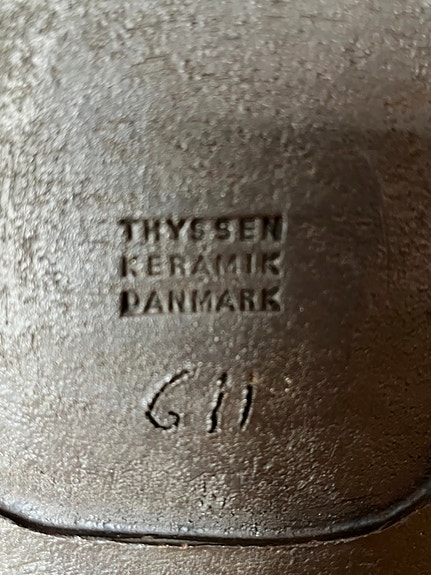 THYSSEN
KERAMIK
DANMARK
G11